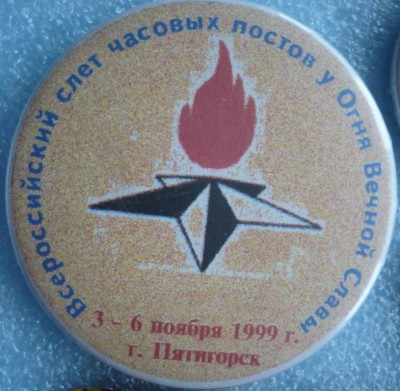 Всероссийский слет часовых постов у Огня Вечной Славы
3 - 6 ноября 1999 г.
г. Пятигорск